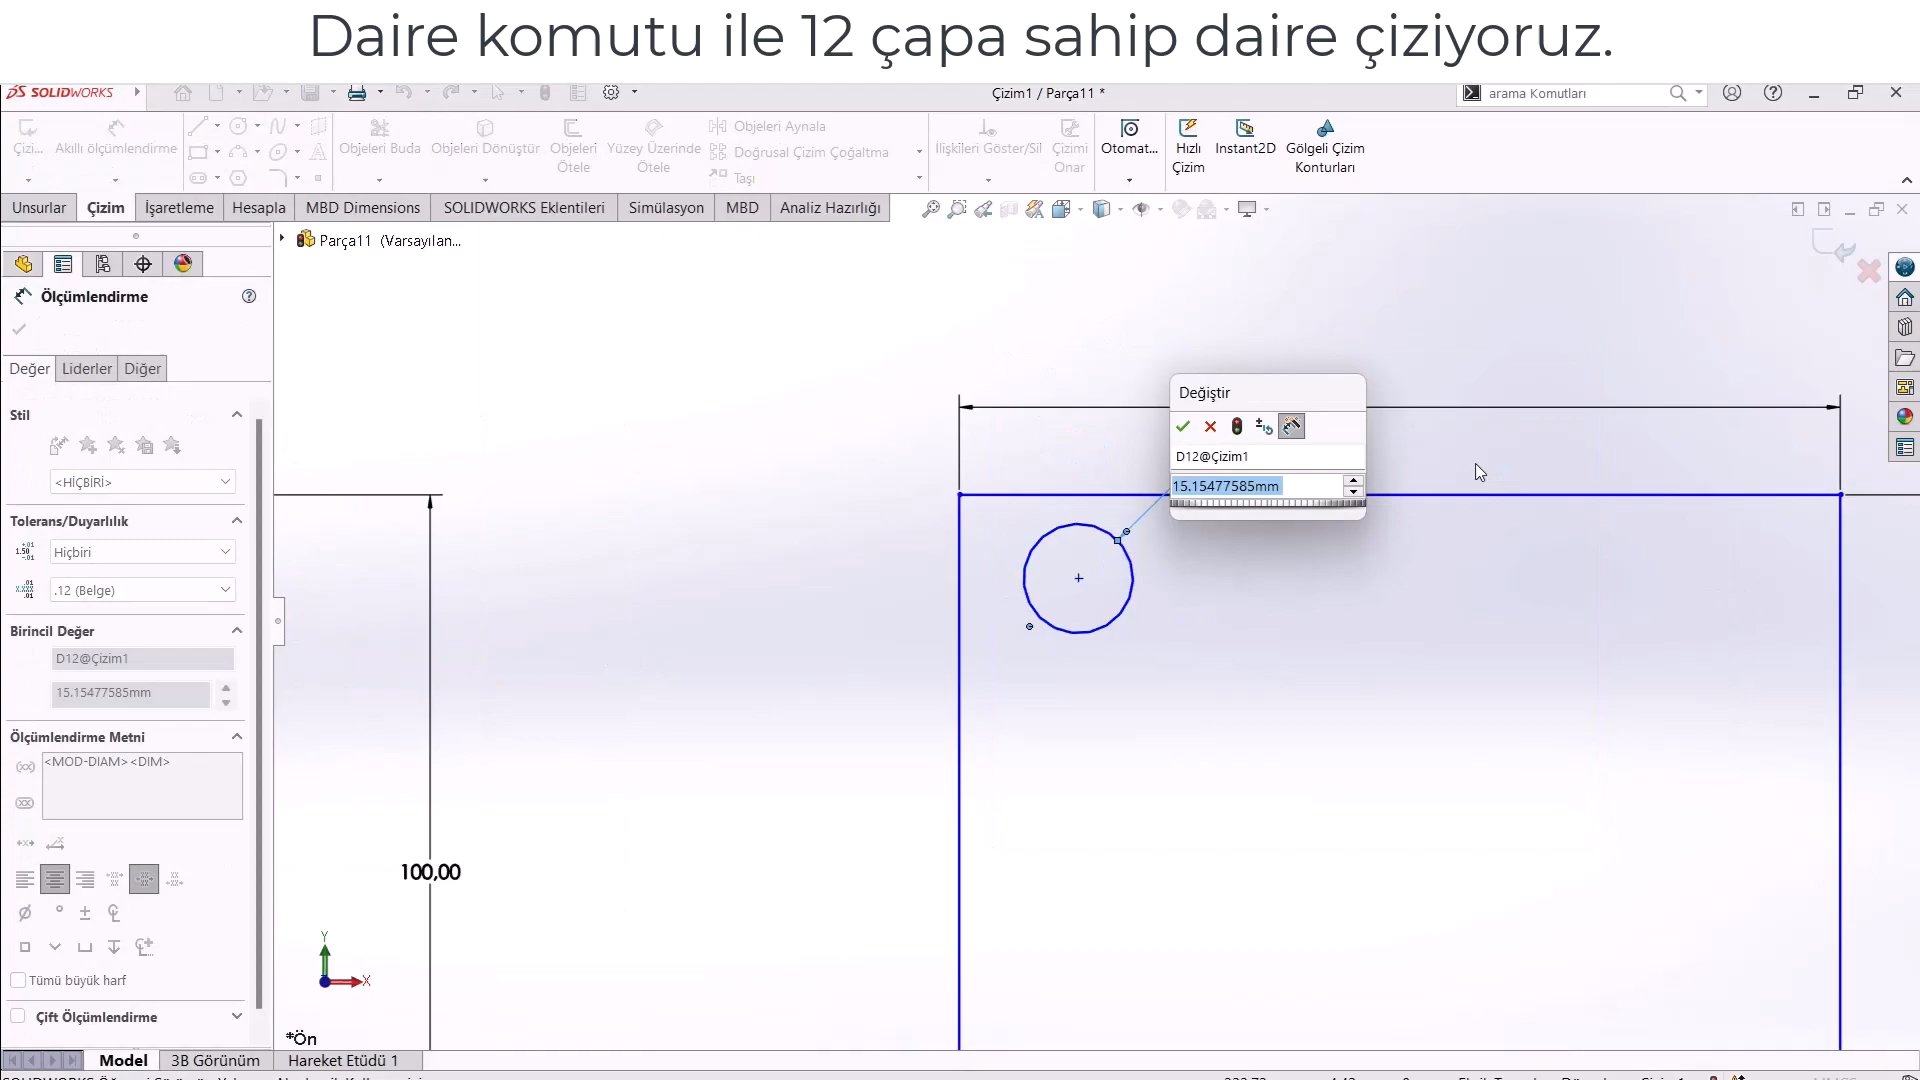 Daire komutu ile 12 çapa sahip daire çiziyoruz.
SOLIDWORKS
Çizim1 / Parça11 *
arama Komutları
Çizi...
Akıllı ölçümlendirme
Objeleri Buda
Objeleri Dönüştür
Objeleri Ötele
Yüzey Üzerinde Ötele
Objeleri Aynala
Doğrusal Çizim Çoğaltma
Taşı
İlişkileri Göster/Sil
Çizimi Onar
Otomat...
Hızlı Çizim
Instant2D
Gölgeli Çizim Konturları
Unsurlar
Çizim
İşaretleme
Hesapla
MBD Dimensions
SOLIDWORKS Eklentileri
Simülasyon
MBD
Analiz Hazırlığı
Parça11 (Varsayılan...
Ölçümlendirme
Değer
Liderler
Diğer
Stil
<HİÇBİRİ>
Tolerans/Duyarlılık
Hiçbiri
.12 (Belge)
Birincil Değer
D12@Çizim1
15.15477585mm
Ölçümlendirme Metni
<MOD-DIAM><DIM>
Tümü büyük harf
Çift Ölçümlendirme
Değiştir
D12@Çizim1
15.15477585mm
100,00
Y
X
*Ön
Model
3B Görünüm
Hareket Etüdü 1